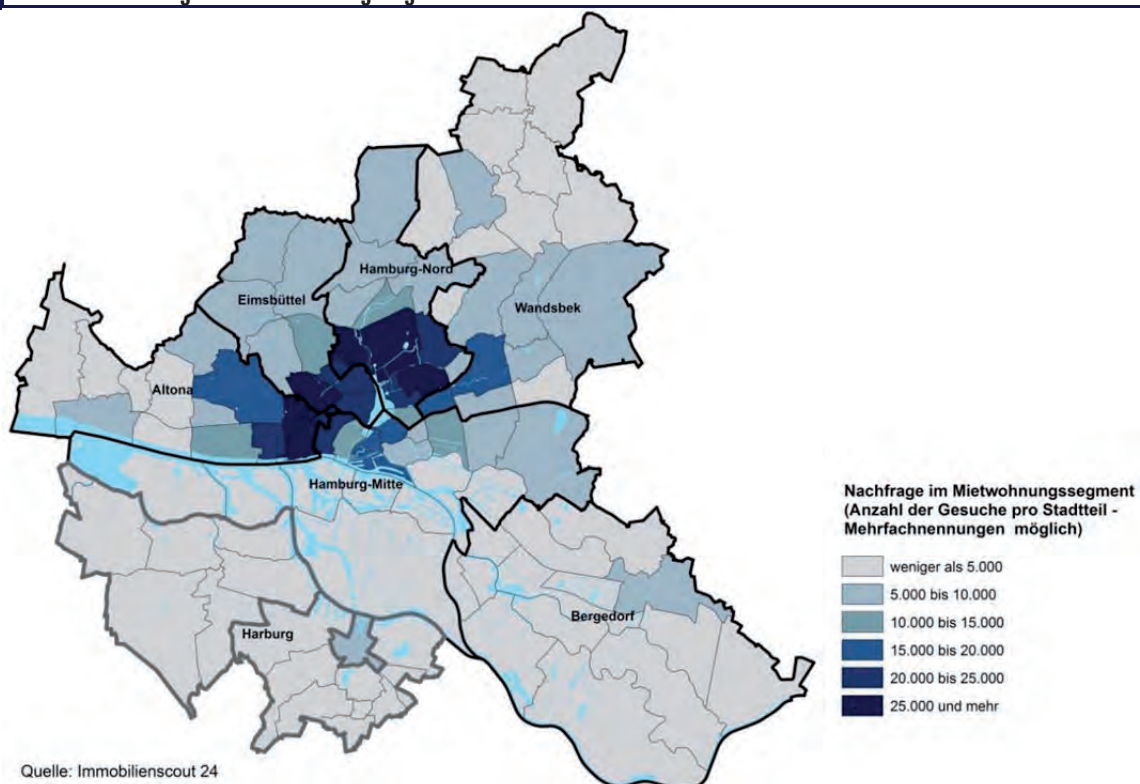 Hamburg-Nord
Eimsbüttel
Wandsbek
Altona
Hamburg-Mitte
Bergedorf
Harburg
Nachfrage im Mietwohnungssegment
(Anzahl der Gesuche pro Stadtteil -
Mehrfachnennungen möglich)
weniger als 5.000
5.000 bis 10.000
10.000 bis 15.000
15.000 bis 20.000
20.000 bis 25.000
25.000 und mehr
Quelle: Immobilienscout 24